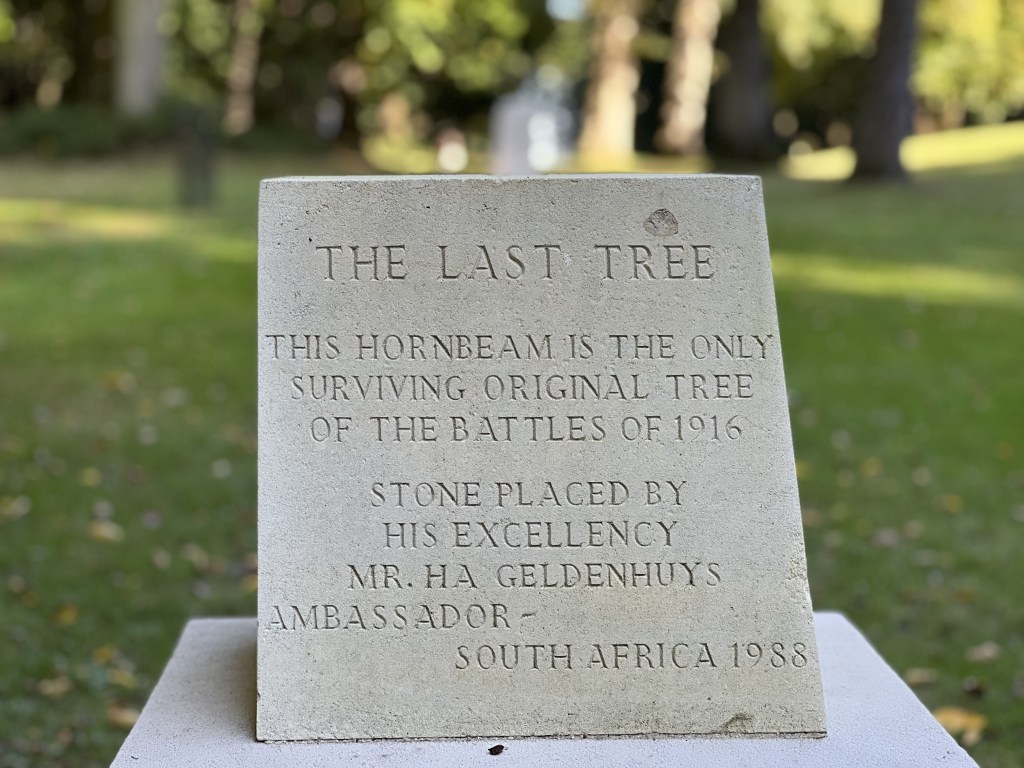 THE LAST TREE
THIS HORNBEAM IS THE ONLY
SURVIVING ORIGINAL TREE
OF THE BATTLES OF 1916
STONE PLACED BY
HIS EXCELLENCY
MR. HA GELDENHUYS
AMBASSADOR -
SOUTH AFRICA 1988